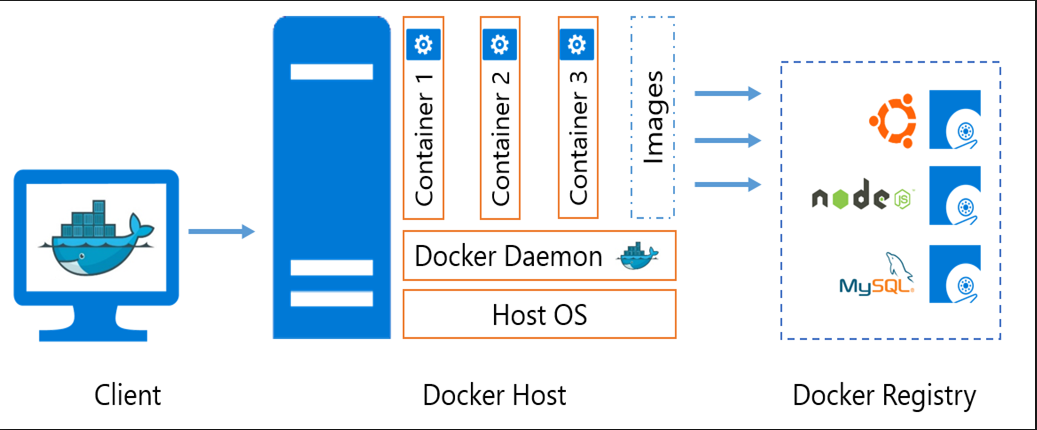 Container 1
Container 2
Container 3
Images
Docker Daemon
Host OS
node
JS
MySQL
Client
Docker Host
Docker Registry